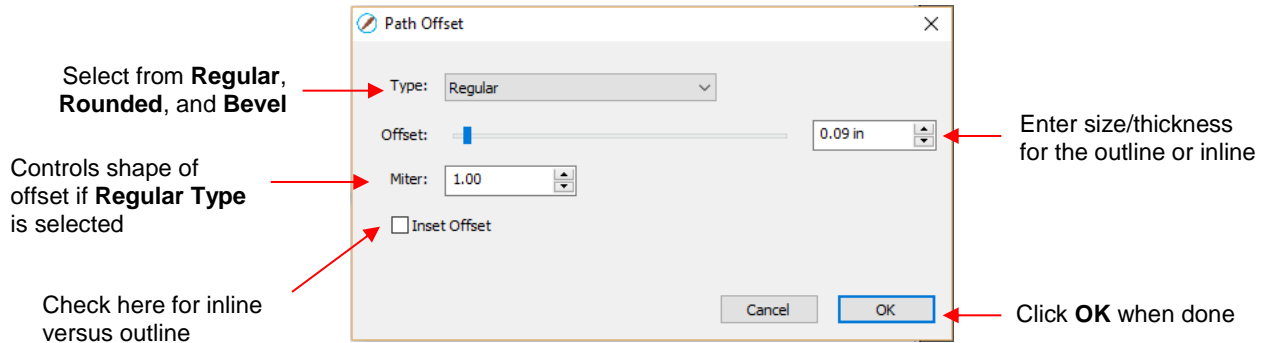 Path Offset
Select from Regular,
Rounded, and Bevel
Type: Regular
Offset: 0.09 in
Enter size/thickness
for the outline or inline
Controls shape of
offset if Regular Type
is selected
Miter: 1.00
Inset Offset
Check here for inline
versus outline
Cancel OK
Click OK when done